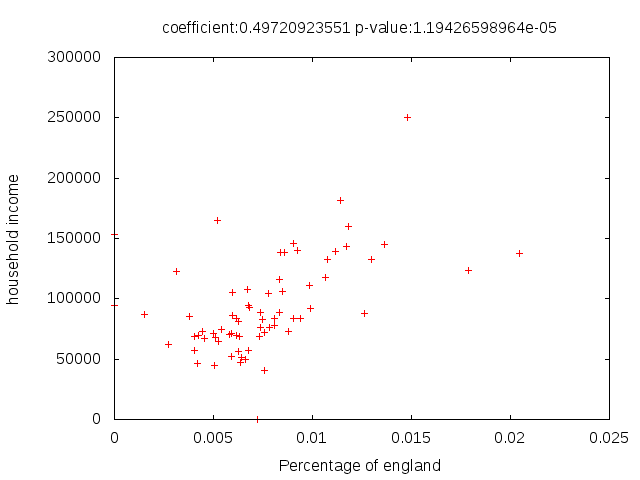 coefficient:0.49720923551 p-value:1.19426598964e-05
300000
250000
200000
150000
100000
50000
0
household income
0 0.005 0.01 0.015 0.02 0.025
Percentage of england